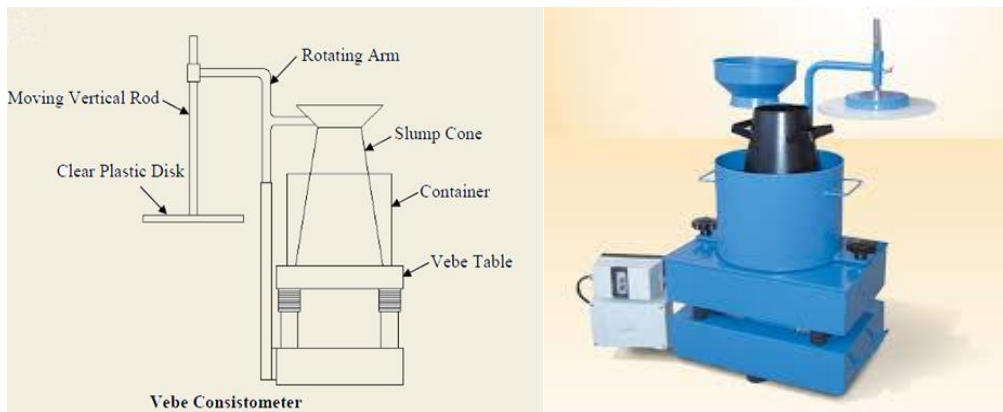 Rotating Arm
Moving Vertical Rod
Slump Cone
Clear Plastic Disk
Container
Vebe Table
Vebe Consistometer